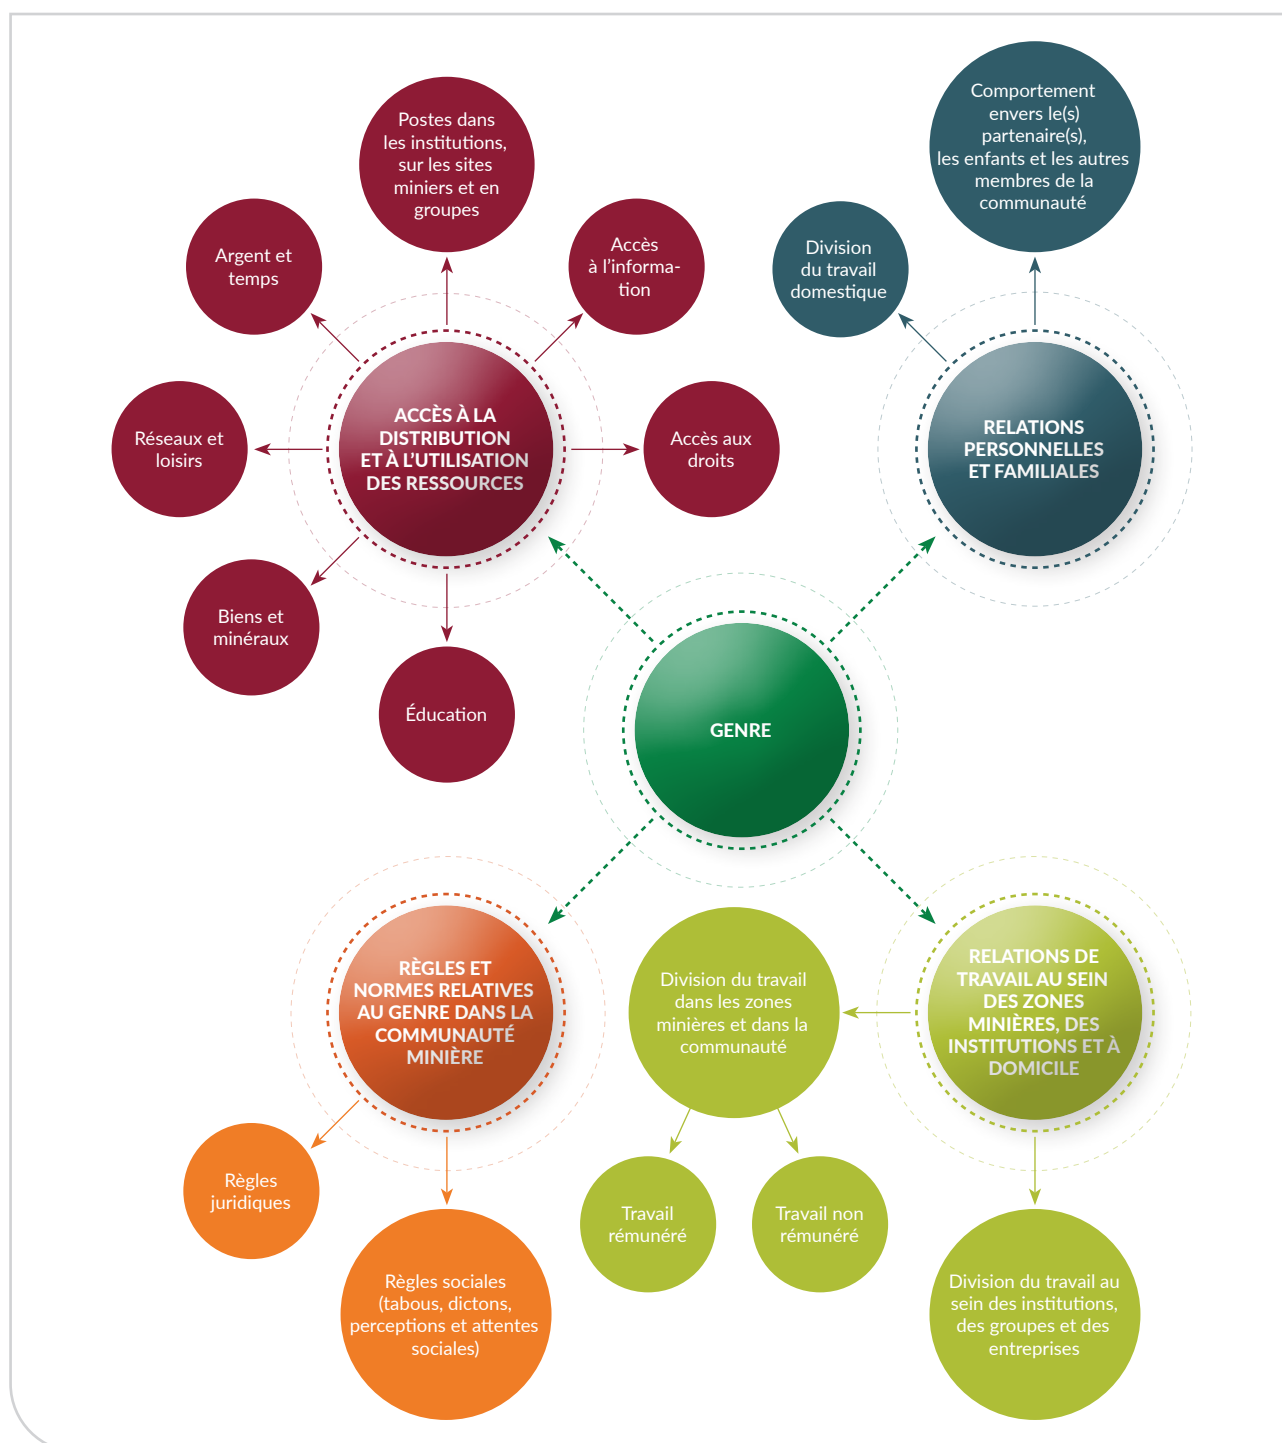 Postes dans
les institutions,
sur les sites
miniers et en
groupes
Argent et
temps
Accès
à l'informa-
tion
Réseaux et
loisirs
ACCÈS À LA
DISTRIBUTION
ET À L'UTILISATION
DES RESSOURCES
Accès aux
droits
Biens et
minéraux
Éducation
Comportement
envers le(s)
partenaire(s),
les enfants et les autres
membres de la
communauté
Division
du travail
domestique
RELATIONS
PERSONNELLES
ET FAMILIALES
GENRE
RÈGLES ET
NORMES RELATIVES
AU GENRE DANS LA
COMMUNAUTÉ
MINIÈRE
Règles
juridiques
Règles sociales
(tabous, dictons,
perceptions et attentes
sociales)
RELATIONS DE
TRAVAIL AU SEIN
DES ZONES
MINIÈRES, DES
INSTITUTIONS ET À
DOMICILE
Division du travail
dans les zones
minières et dans la
communauté
Travail
rémunéré
Travail non
rémunéré
Division du travail au
sein des institutions,
des groupes et des
entreprises